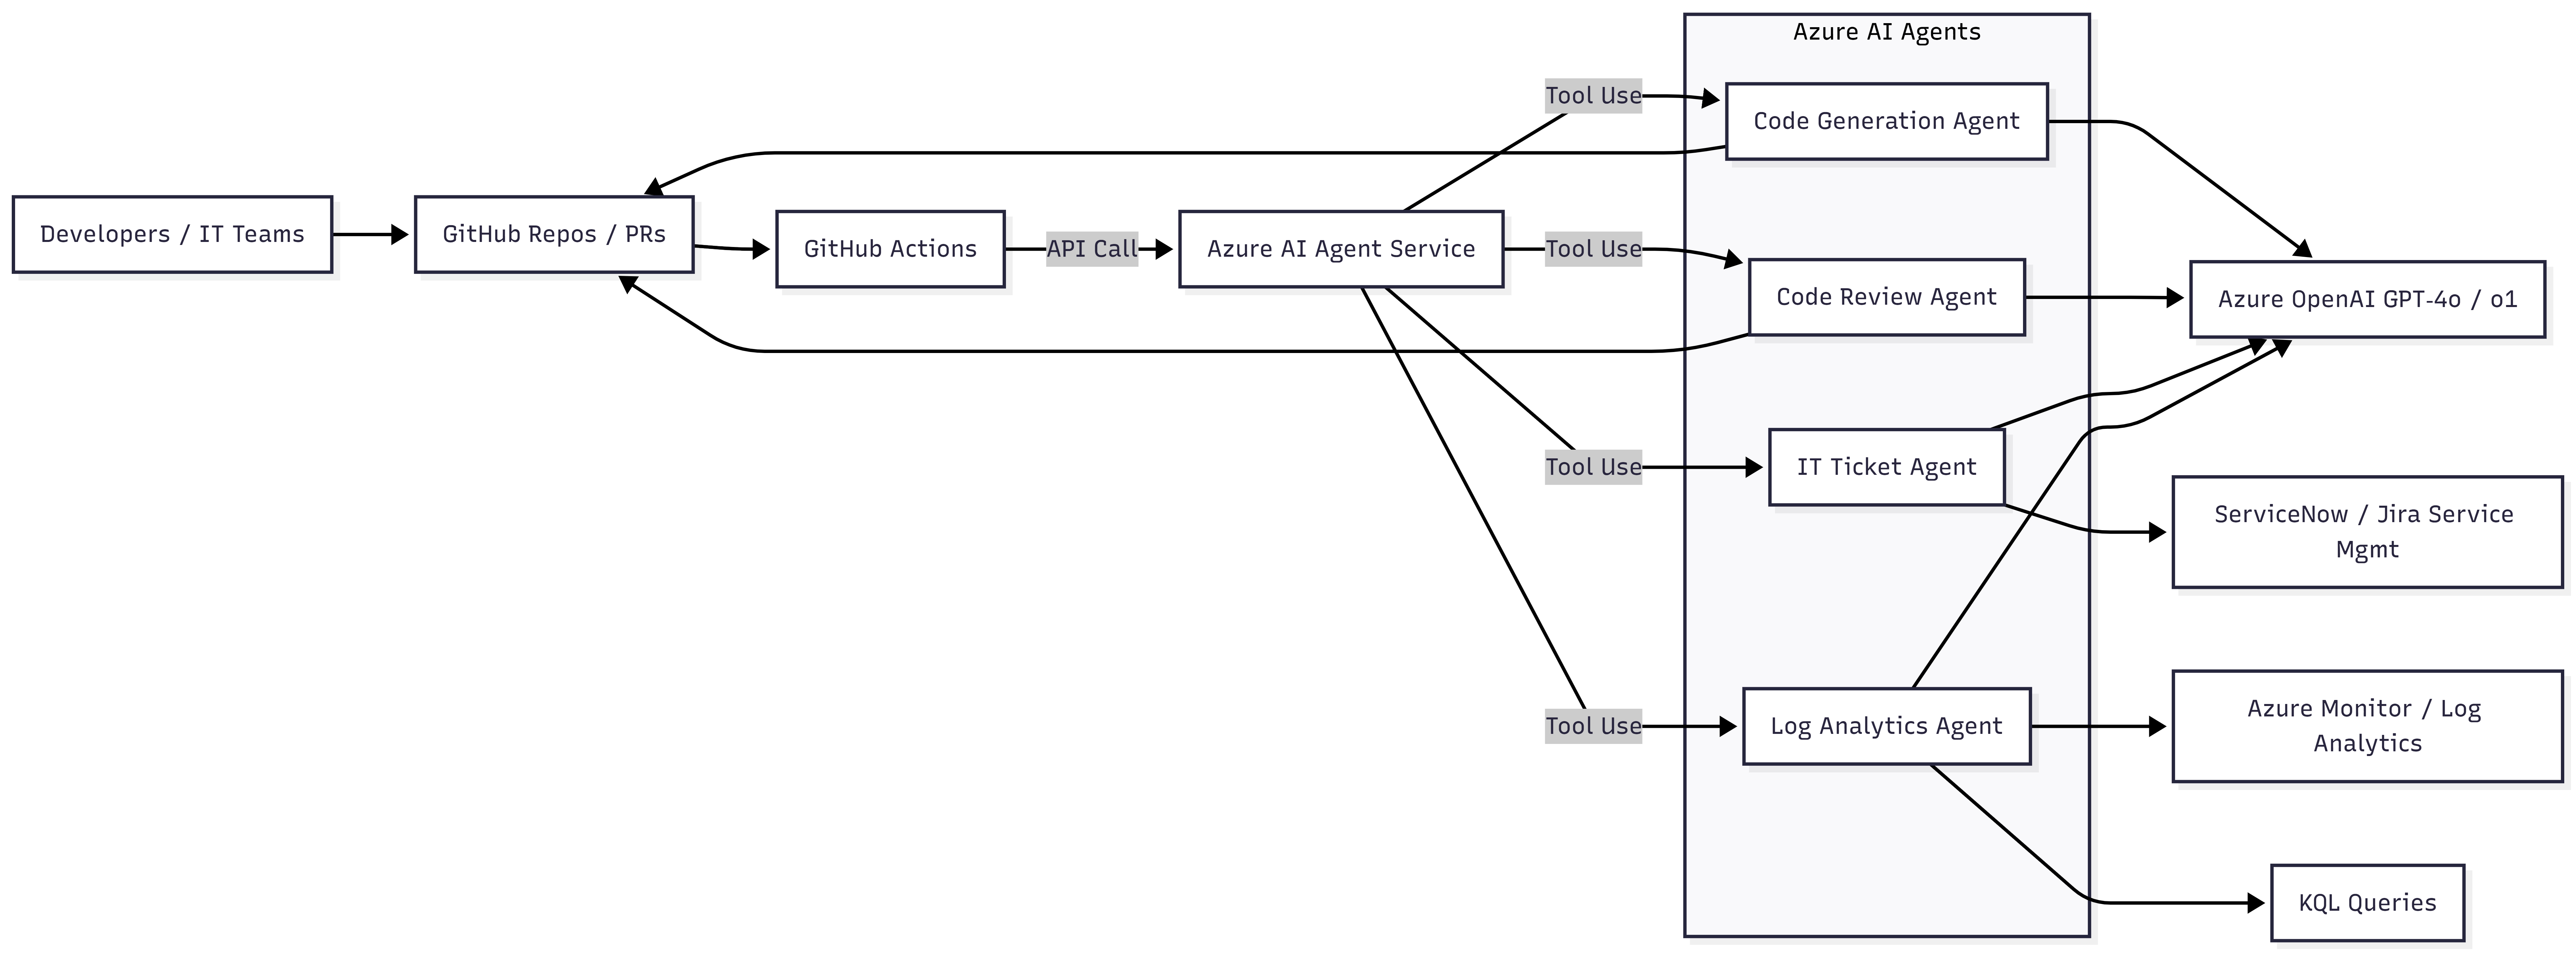 Azure AI Agents
Tool Use
Code Generation Agent
Developers / IT Teams
GitHub Repos / PRs
GitHub Actions
API Call
Azure AI Agent Service
Tool Use
Code Review Agent
Azure OpenAI GPT-4o / o1
Tool Use
IT Ticket Agent
ServiceNow / Jira Service
Mgmt
Tool Use
Log Analytics Agent
Azure Monitor / Log
Analytics
KQL Queries